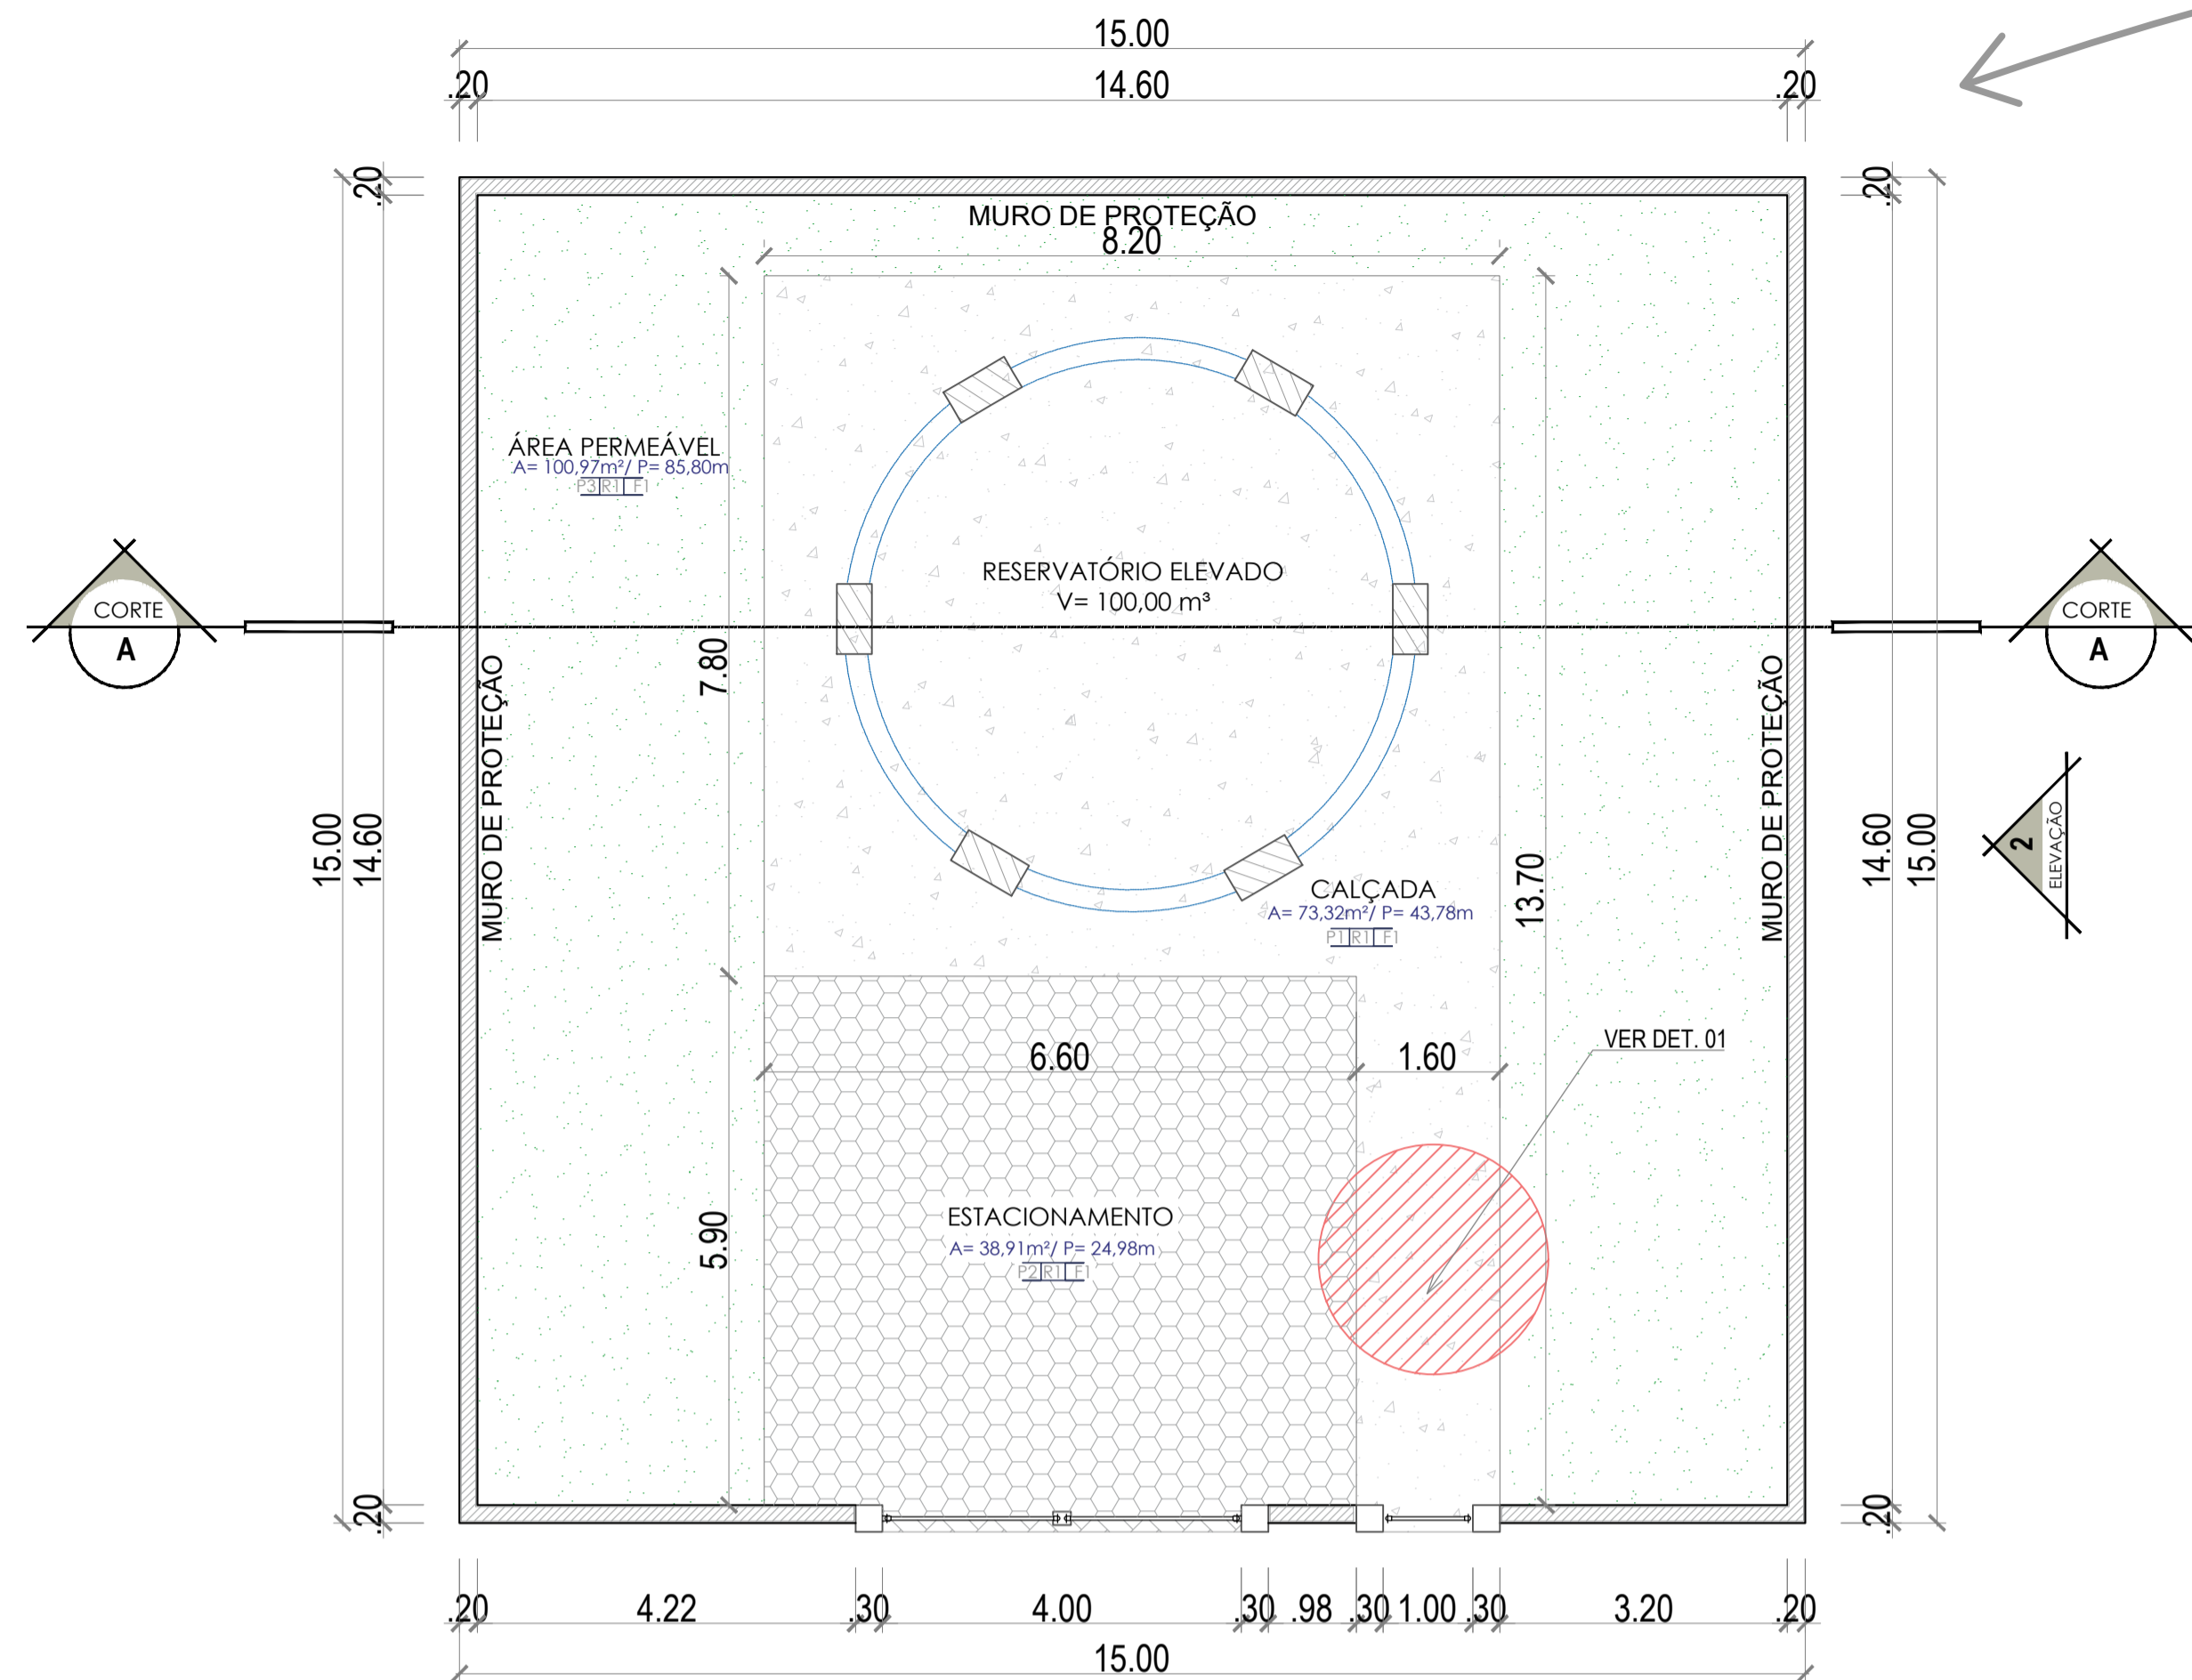 15.00
.20 14.60 .20
.20 .20
MURO DE PROTEÇÃO
8.20
ÁREA PERMEÁVEL
A= 100,97m²/ P= 85,80m
P3 R1 F1
RESERVATÓRIO ELEVADO
V= 100,00 m³
CORTE
A
CORTE
A
7.80
MURO DE PROTEÇÃO
MURO DE PROTEÇÃO
15.00
14.60
13.70
14.60
15.00
2
ELEVAÇÃO
CALÇADA
A= 73,32m²/ P= 43,78m
P1 R1 F1
6.60 1.60
VER DET. 01
5.90
ESTACIONAMENTO
A= 38,91m²/ P= 24,98m
P2 R1 F1
.20 .20
.20 4.22 .30 4.00 .30 .98 .30 1.00 .30 3.20 .20
15.00